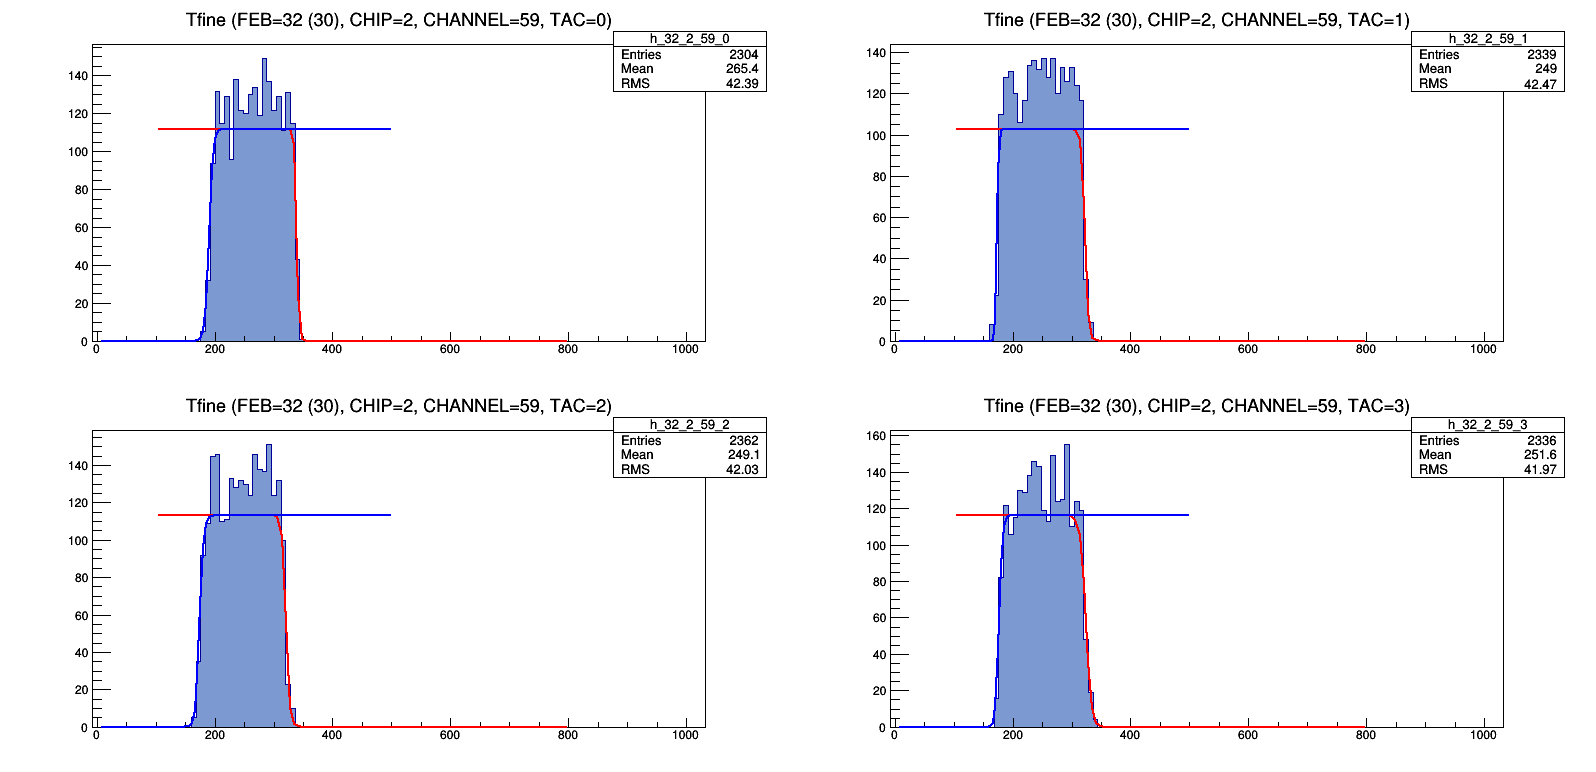 Tfine (FEB=32 (30), CHIP=2, CHANNEL=59, TAC=0)
h_32_2_59_0
Entries 2304
Mean 265.4
RMS 42.39
140
120
100
80
60
40
20
0
0 200 400 600 800 1000
Tfine (FEB=32 (30), CHIP=2, CHANNEL=59, TAC=1)
h_32_2_59_1
Entries 2339
Mean 249
RMS 42.47
140
120
100
80
60
40
20
0
0 200 400 600 800 1000
Tfine (FEB=32 (30), CHIP=2, CHANNEL=59, TAC=2)
h_32_2_59_2
Entries 2362
Mean 249.1
RMS 42.03
140
120
100
80
60
40
20
0
0 200 400 600 800 1000
Tfine (FEB=32 (30), CHIP=2, CHANNEL=59, TAC=3)
h_32_2_59_3
Entries 2336
Mean 251.6
RMS 41.97
160
140
120
100
80
60
40
20
0
0 200 400 600 800 1000